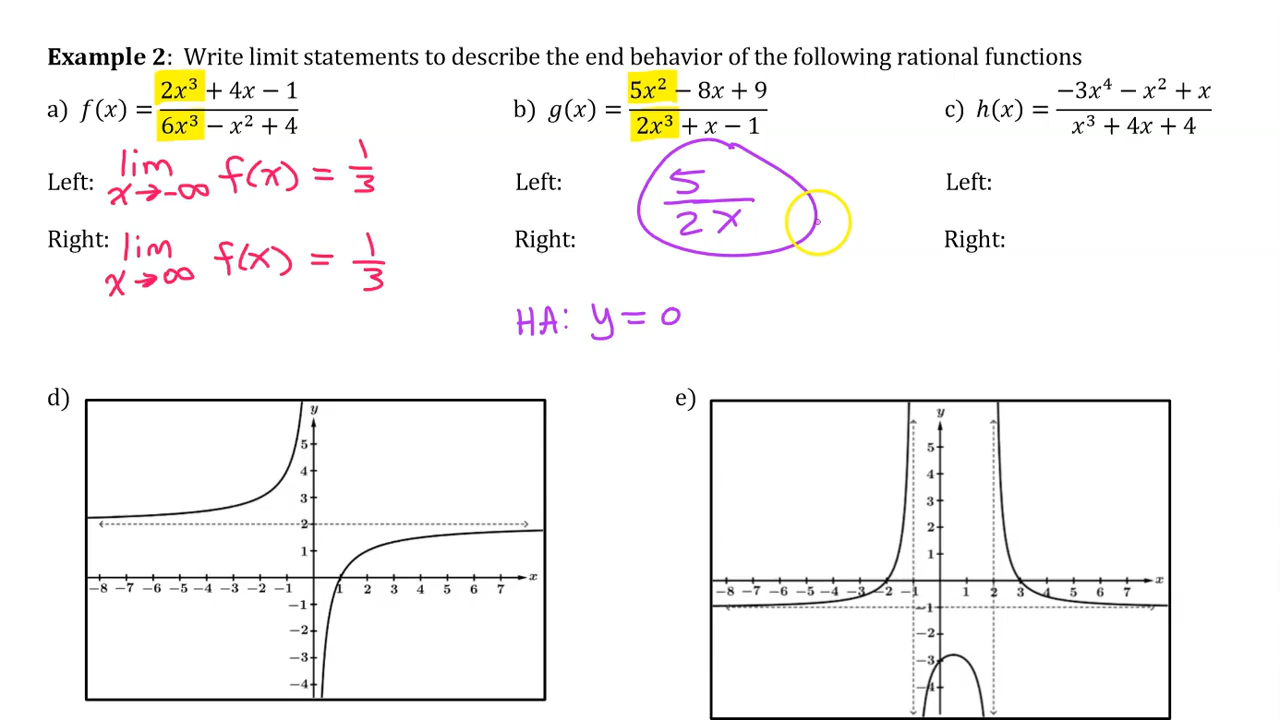 Example 2: Write limit statements to describe the end behavior of the following rational functions
a) f(x) = (2x³ + 4x − 1)/(6x³ − x² + 4)
b) g(x) = (5x² − 8x + 9)/(2x³ + x − 1)
c) h(x) = (−3x⁴ − x² + x)/(x³ + 4x + 4)
Left: lim x→−∞ f(x) = 1/3
Right: lim x→∞ f(x) = 1/3
Left:
Right:
5/2x
HA: y = 0
Left:
Right:
d)
y
5
4
3
2
1
−8 −7 −6 −5 −4 −3 −2 −1 1 2 3 4 5 6 7 x
−1
−2
−3
−4
e)
y
5
4
3
2
1
−8 −7 −6 −5 −4 −3 −2 −1 1 2 3 4 5 6 7 x
−1
−2
−3
−4